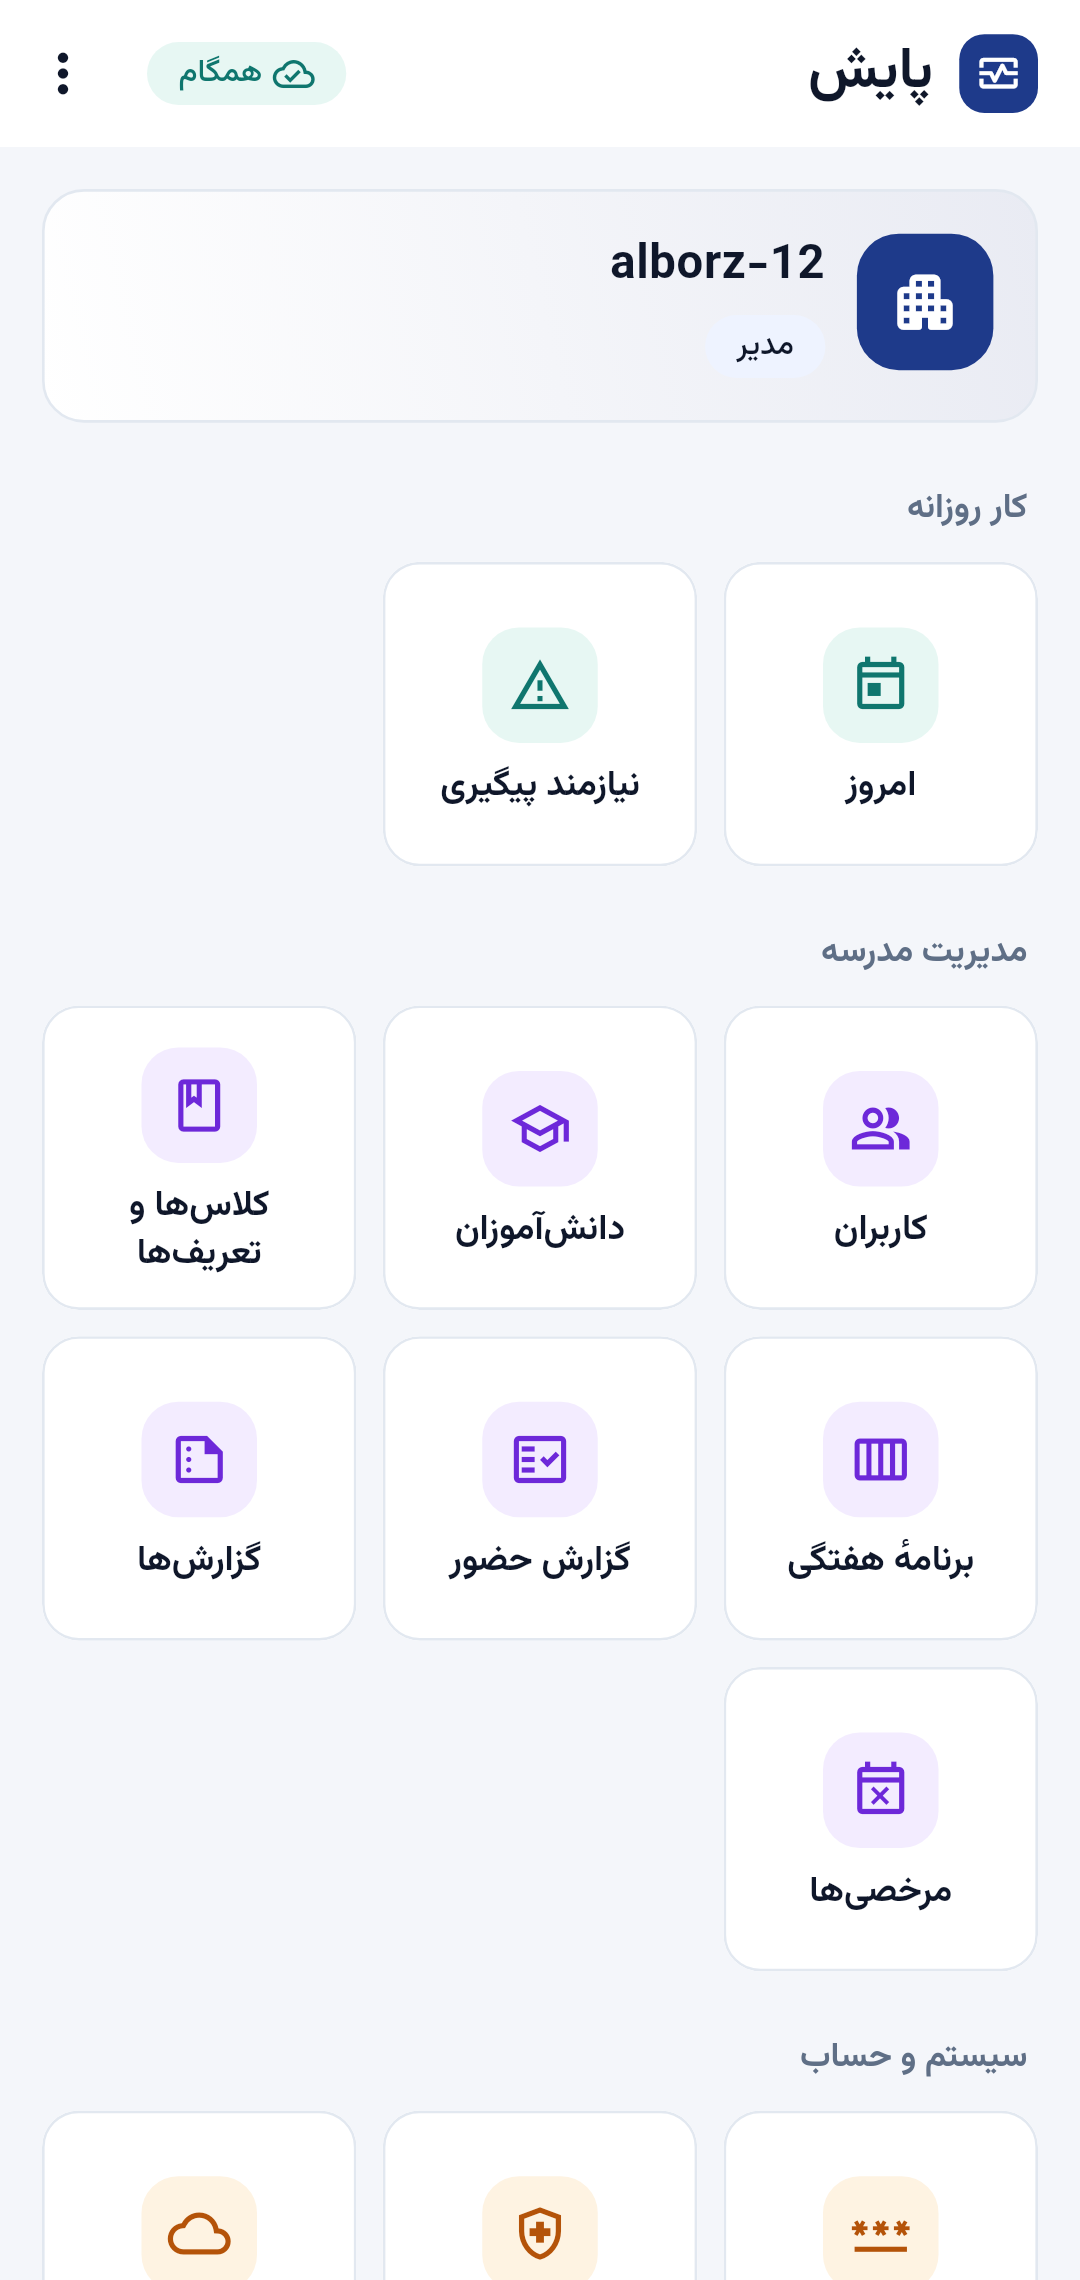 پایش
همگام
alborz-12
مدیر
کار روزانه
امروز
نیازمند پیگیری
مدیریت مدرسه
کاربران
دانش‌آموزان
کلاس‌ها و
تعریف‌ها
برنامهٔ هفتگی
گزارش حضور
گزارش‌ها
مرخصی‌ها
سیستم و حساب